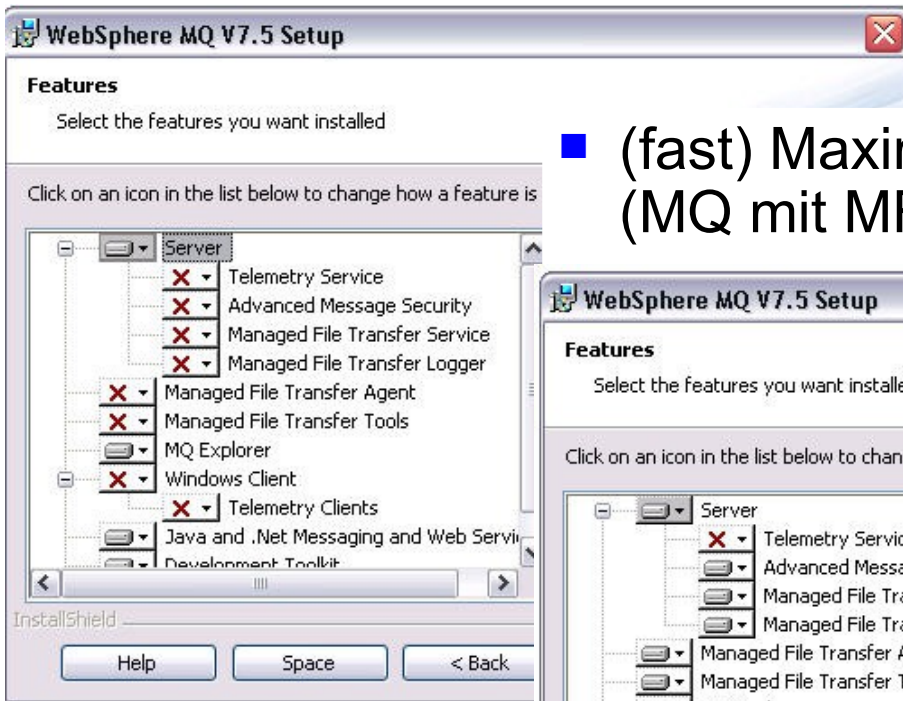 WebSphere MQ V7.5 Setup
Features
Select the features you want installed
Click on an icon in the list below to change how a feature is
Server
Telemetry Service
Advanced Message Security
Managed File Transfer Service
Managed File Transfer Logger
Managed File Transfer Agent
Managed File Transfer Tools
MQ Explorer
Windows Client
Telemetry Clients
Java and .Net Messaging and Web Servi
Development Toolkit
InstallShield
Help
Space
< Back
(fast) Maxi
(MQ mit M
WebSphere MQ V7.5 Setup
Features
Select the features you want installe
Click on an icon in the list below to chan
Server
Telemetry Servic
Advanced Messa
Managed File Tra
Managed File Tra
Managed File Transfer A
Managed File Transfer T